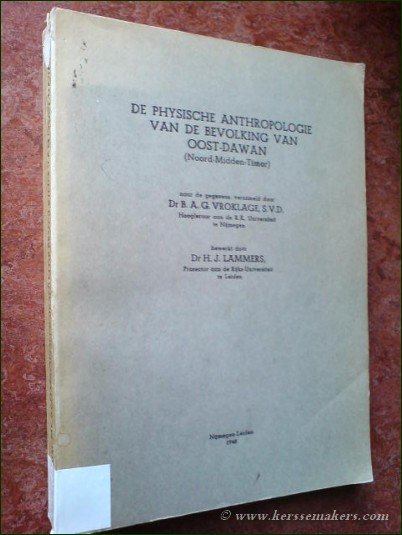 DE PHYSISCHE ANTHROPOLOGIE
VAN DE BEVOLKING VAN
OOST-DAWAN
(Noord-Midden-Timor)
naar de gegevens verzameld door
Dr B. A. G. VROKLAGE, S.V.D.
Hoogleraar aan de R.K. Universiteit
te Nijmegen
bewerkt door
Dr H. J. LAMMERS,
Prosector aan de Rijks-Universiteit
te Leiden
Nijmegen-Leiden
1948
© www.kerssemakers.com